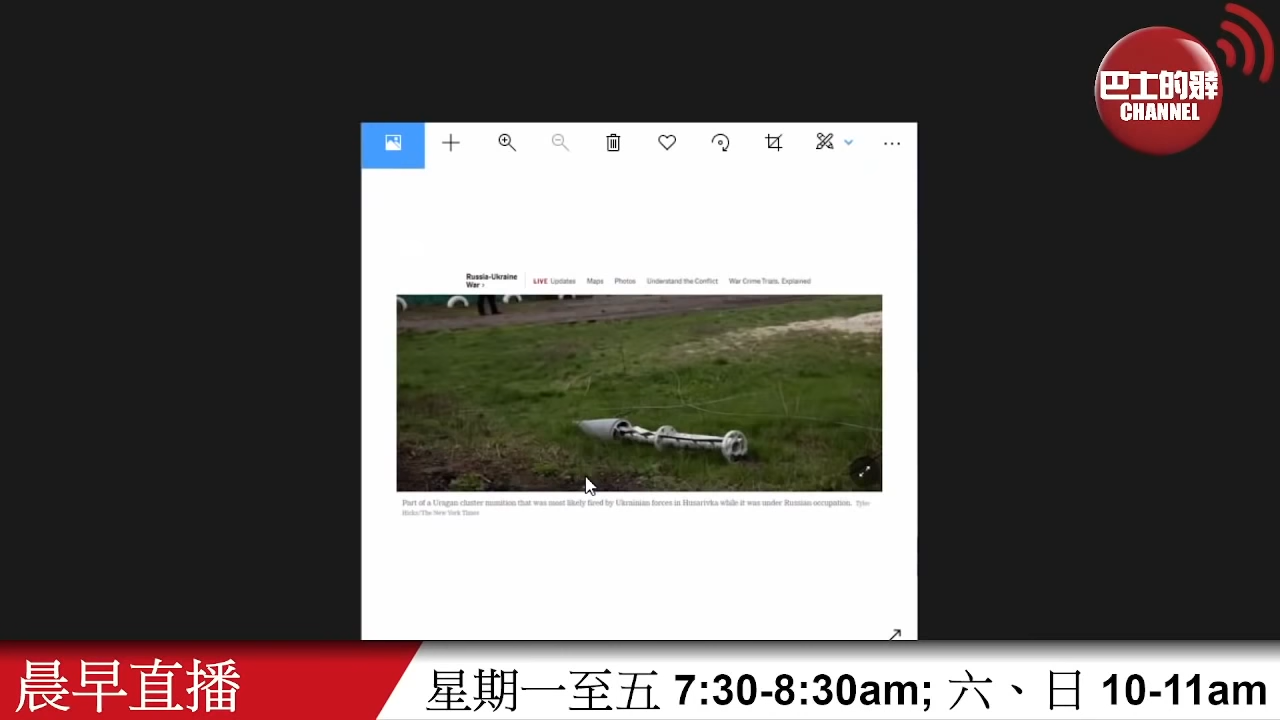 巴士的報
CHANNEL
Russia-Ukraine
War ›
LIVE Updates Maps Photos Understand the Conflict War Crime Trials, Explained
Part of a Uragan cluster munition that was most likely fired by Ukrainian forces in Husarivka while it was under Russian occupation. Tyler
Hicks/The New York Times
晨早直播
星期一至五 7:30-8:30am; 六、日 10-11am